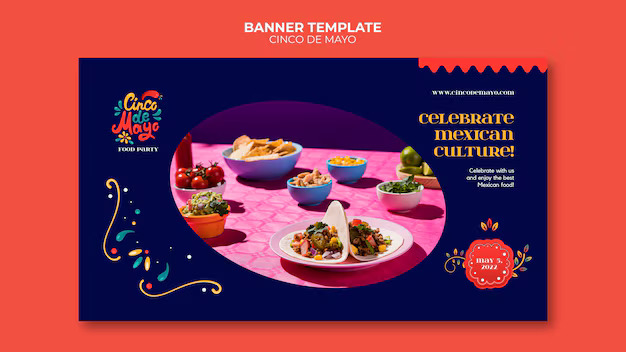 BANNER TEMPLATE
CINCO DE MAYO
Cinco
de
Mayo
FOOD PARTY
www.cincodemayo.com
CELEBRATE
MEXICAN
CULTURE!
Celebrate with us
and enjoy the best
Mexican food!
MAY 5,
2022